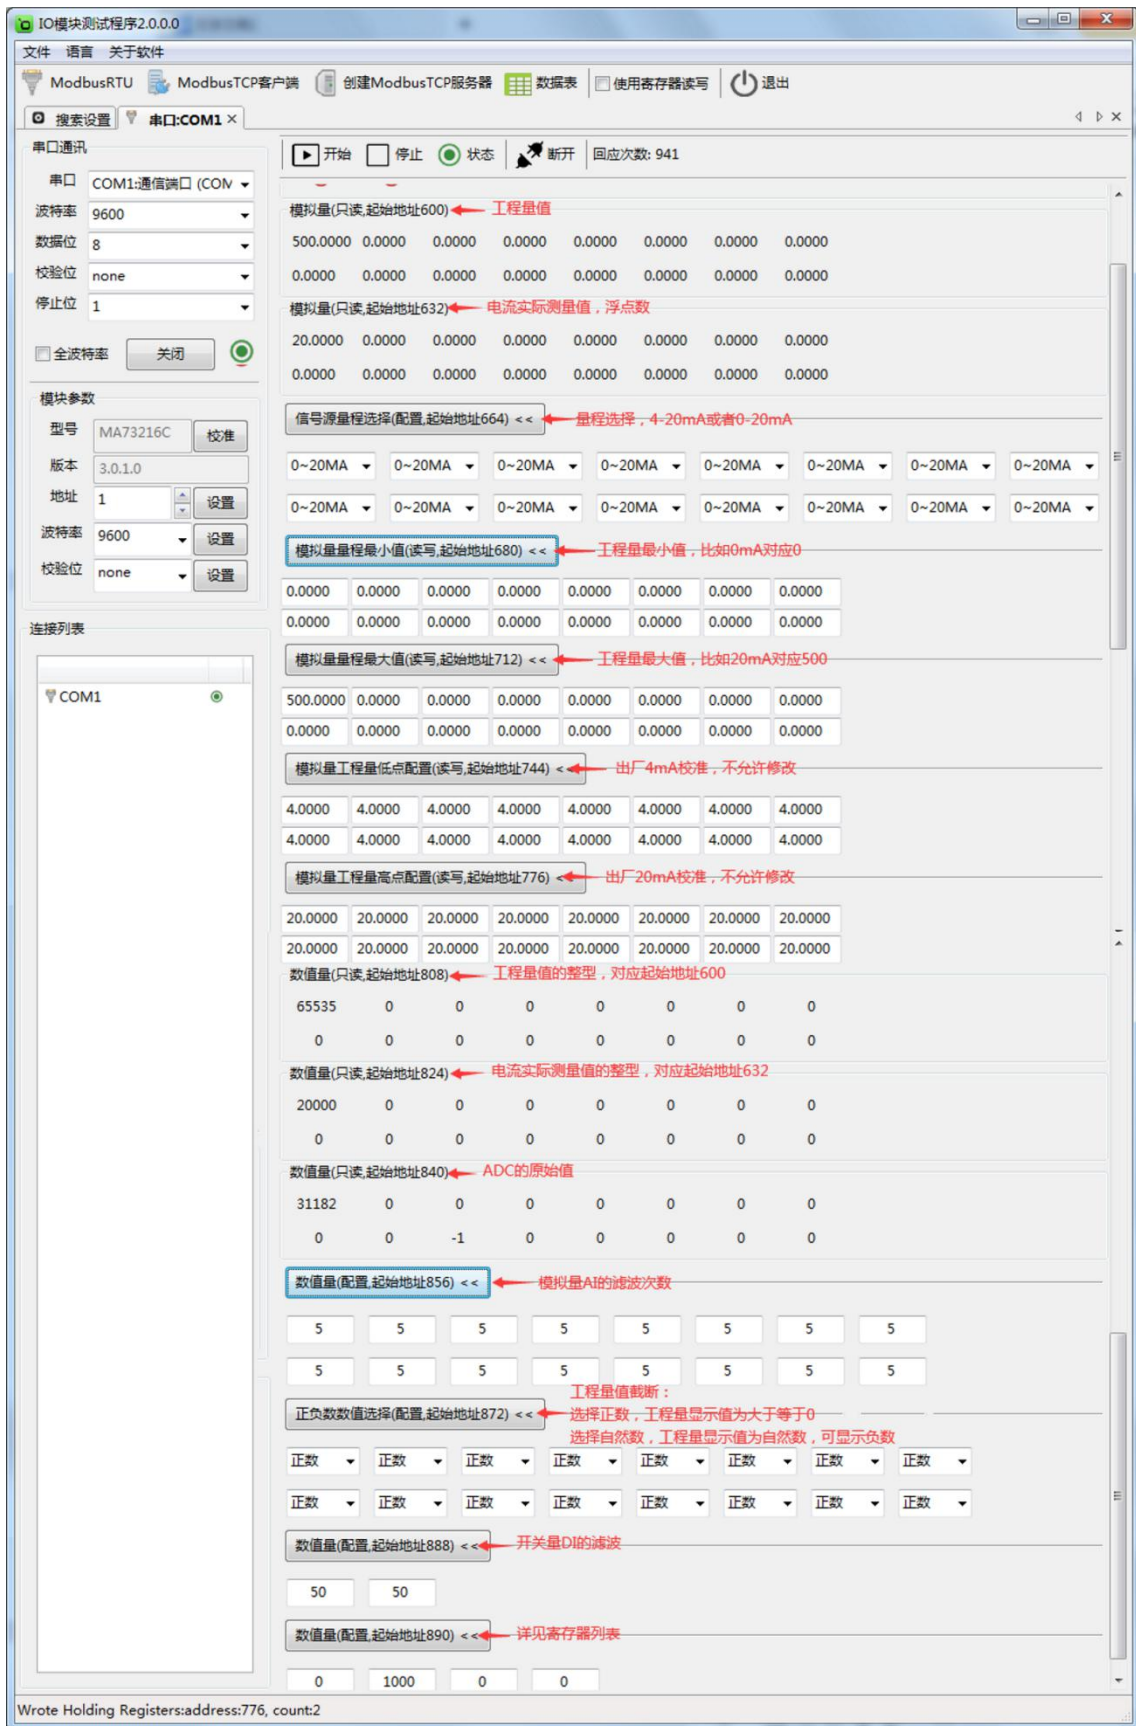 IO模块测试程序2.0.0.0
文件 语言 关于软件
ModbusRTU ModbusTCP客户端 创建ModbusTCP服务器 数据表 使用寄存器读写 退出
搜索设置 串口:COM1
串口通讯
串口 COM1:通信端口 (COM
波特率 9600
数据位 8
校验位 none
停止位 1
全波特率 关闭
模块参数
型号 MA73216C 校准
版本 3.0.1.0
地址 1 设置
波特率 9600 设置
校验位 none 设置
连接列表
COM1
开始 停止 状态 断开 回应次数: 941
模拟量(只读,起始地址600) 工程量值
500.0000 0.0000 0.0000 0.0000 0.0000 0.0000 0.0000 0.0000
0.0000 0.0000 0.0000 0.0000 0.0000 0.0000 0.0000 0.0000
模拟量(只读,起始地址632) 电流实际测量值，浮点数
20.0000 0.0000 0.0000 0.0000 0.0000 0.0000 0.0000 0.0000
0.0000 0.0000 0.0000 0.0000 0.0000 0.0000 0.0000 0.0000
信号源量程选择(配置,起始地址664) << 量程选择，4-20mA或者0-20mA
0~20MA 0~20MA 0~20MA 0~20MA 0~20MA 0~20MA 0~20MA 0~20MA
0~20MA 0~20MA 0~20MA 0~20MA 0~20MA 0~20MA 0~20MA 0~20MA
模拟量量程最小值(读写,起始地址680) << 工程量最小值，比如0mA对应0
0.0000 0.0000 0.0000 0.0000 0.0000 0.0000 0.0000 0.0000
0.0000 0.0000 0.0000 0.0000 0.0000 0.0000 0.0000 0.0000
模拟量量程最大值(读写,起始地址712) << 工程量最大值，比如20mA对应500
500.0000 0.0000 0.0000 0.0000 0.0000 0.0000 0.0000 0.0000
0.0000 0.0000 0.0000 0.0000 0.0000 0.0000 0.0000 0.0000
模拟量工程量低点配置(读写,起始地址744) << 出厂4mA校准，不允许修改
4.0000 4.0000 4.0000 4.0000 4.0000 4.0000 4.0000 4.0000
4.0000 4.0000 4.0000 4.0000 4.0000 4.0000 4.0000 4.0000
模拟量工程量高点配置(读写,起始地址776) < 出厂20mA校准，不允许修改
20.0000 20.0000 20.0000 20.0000 20.0000 20.0000 20.0000 20.0000
20.0000 20.0000 20.0000 20.0000 20.0000 20.0000 20.0000 20.0000
数值量(只读,起始地址808) 工程量值的整型，对应起始地址600
65535 0 0 0 0 0 0 0
0 0 0 0 0 0 0 0
数值量(只读,起始地址824) 电流实际测量值的整型，对应起始地址632
20000 0 0 0 0 0 0 0
0 0 0 0 0 0 0 0
数值量(只读,起始地址840) ADC的原始值
31182 0 0 0 0 0 0 0
0 0 -1 0 0 0 0 0
数值量(配置,起始地址856) << 模拟量AI的滤波次数
5 5 5 5 5 5 5 5
5 5 5 5 5 5 5 5
工程量值截断：
正负数数值选择(配置,起始地址872) << 选择正数，工程量显示值为大于等于0
选择自然数，工程量显示值为自然数，可显示负数
正数 正数 正数 正数 正数 正数 正数 正数
正数 正数 正数 正数 正数 正数 正数 正数
数值量(配置,起始地址888) << 开关量DI的滤波
50 50
数值量(配置,起始地址890) << 详见寄存器列表
0 1000 0 0
Wrote Holding Registers:address:776, count:2